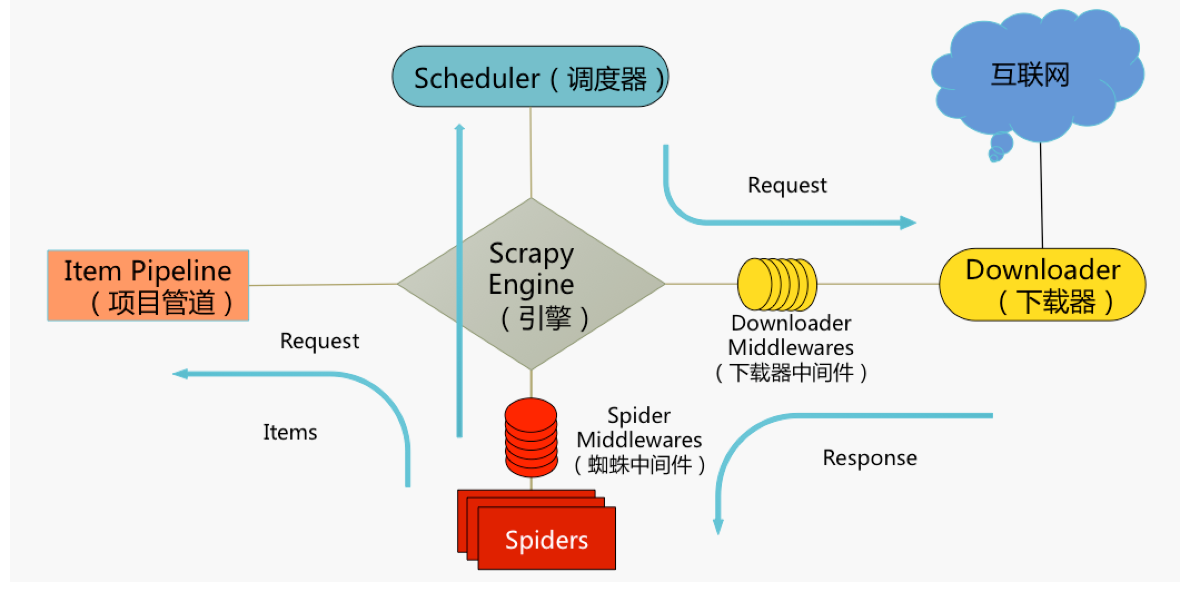 Scheduler（调度器）
互联网
Request
Item Pipeline
（项目管道）
Scrapy
Engine
（引擎）
Downloader
（下载器）
Downloader
Middlewares
（下载器中间件）
Request
Items
Spider
Middlewares
（蜘蛛中间件）
Response
Spiders